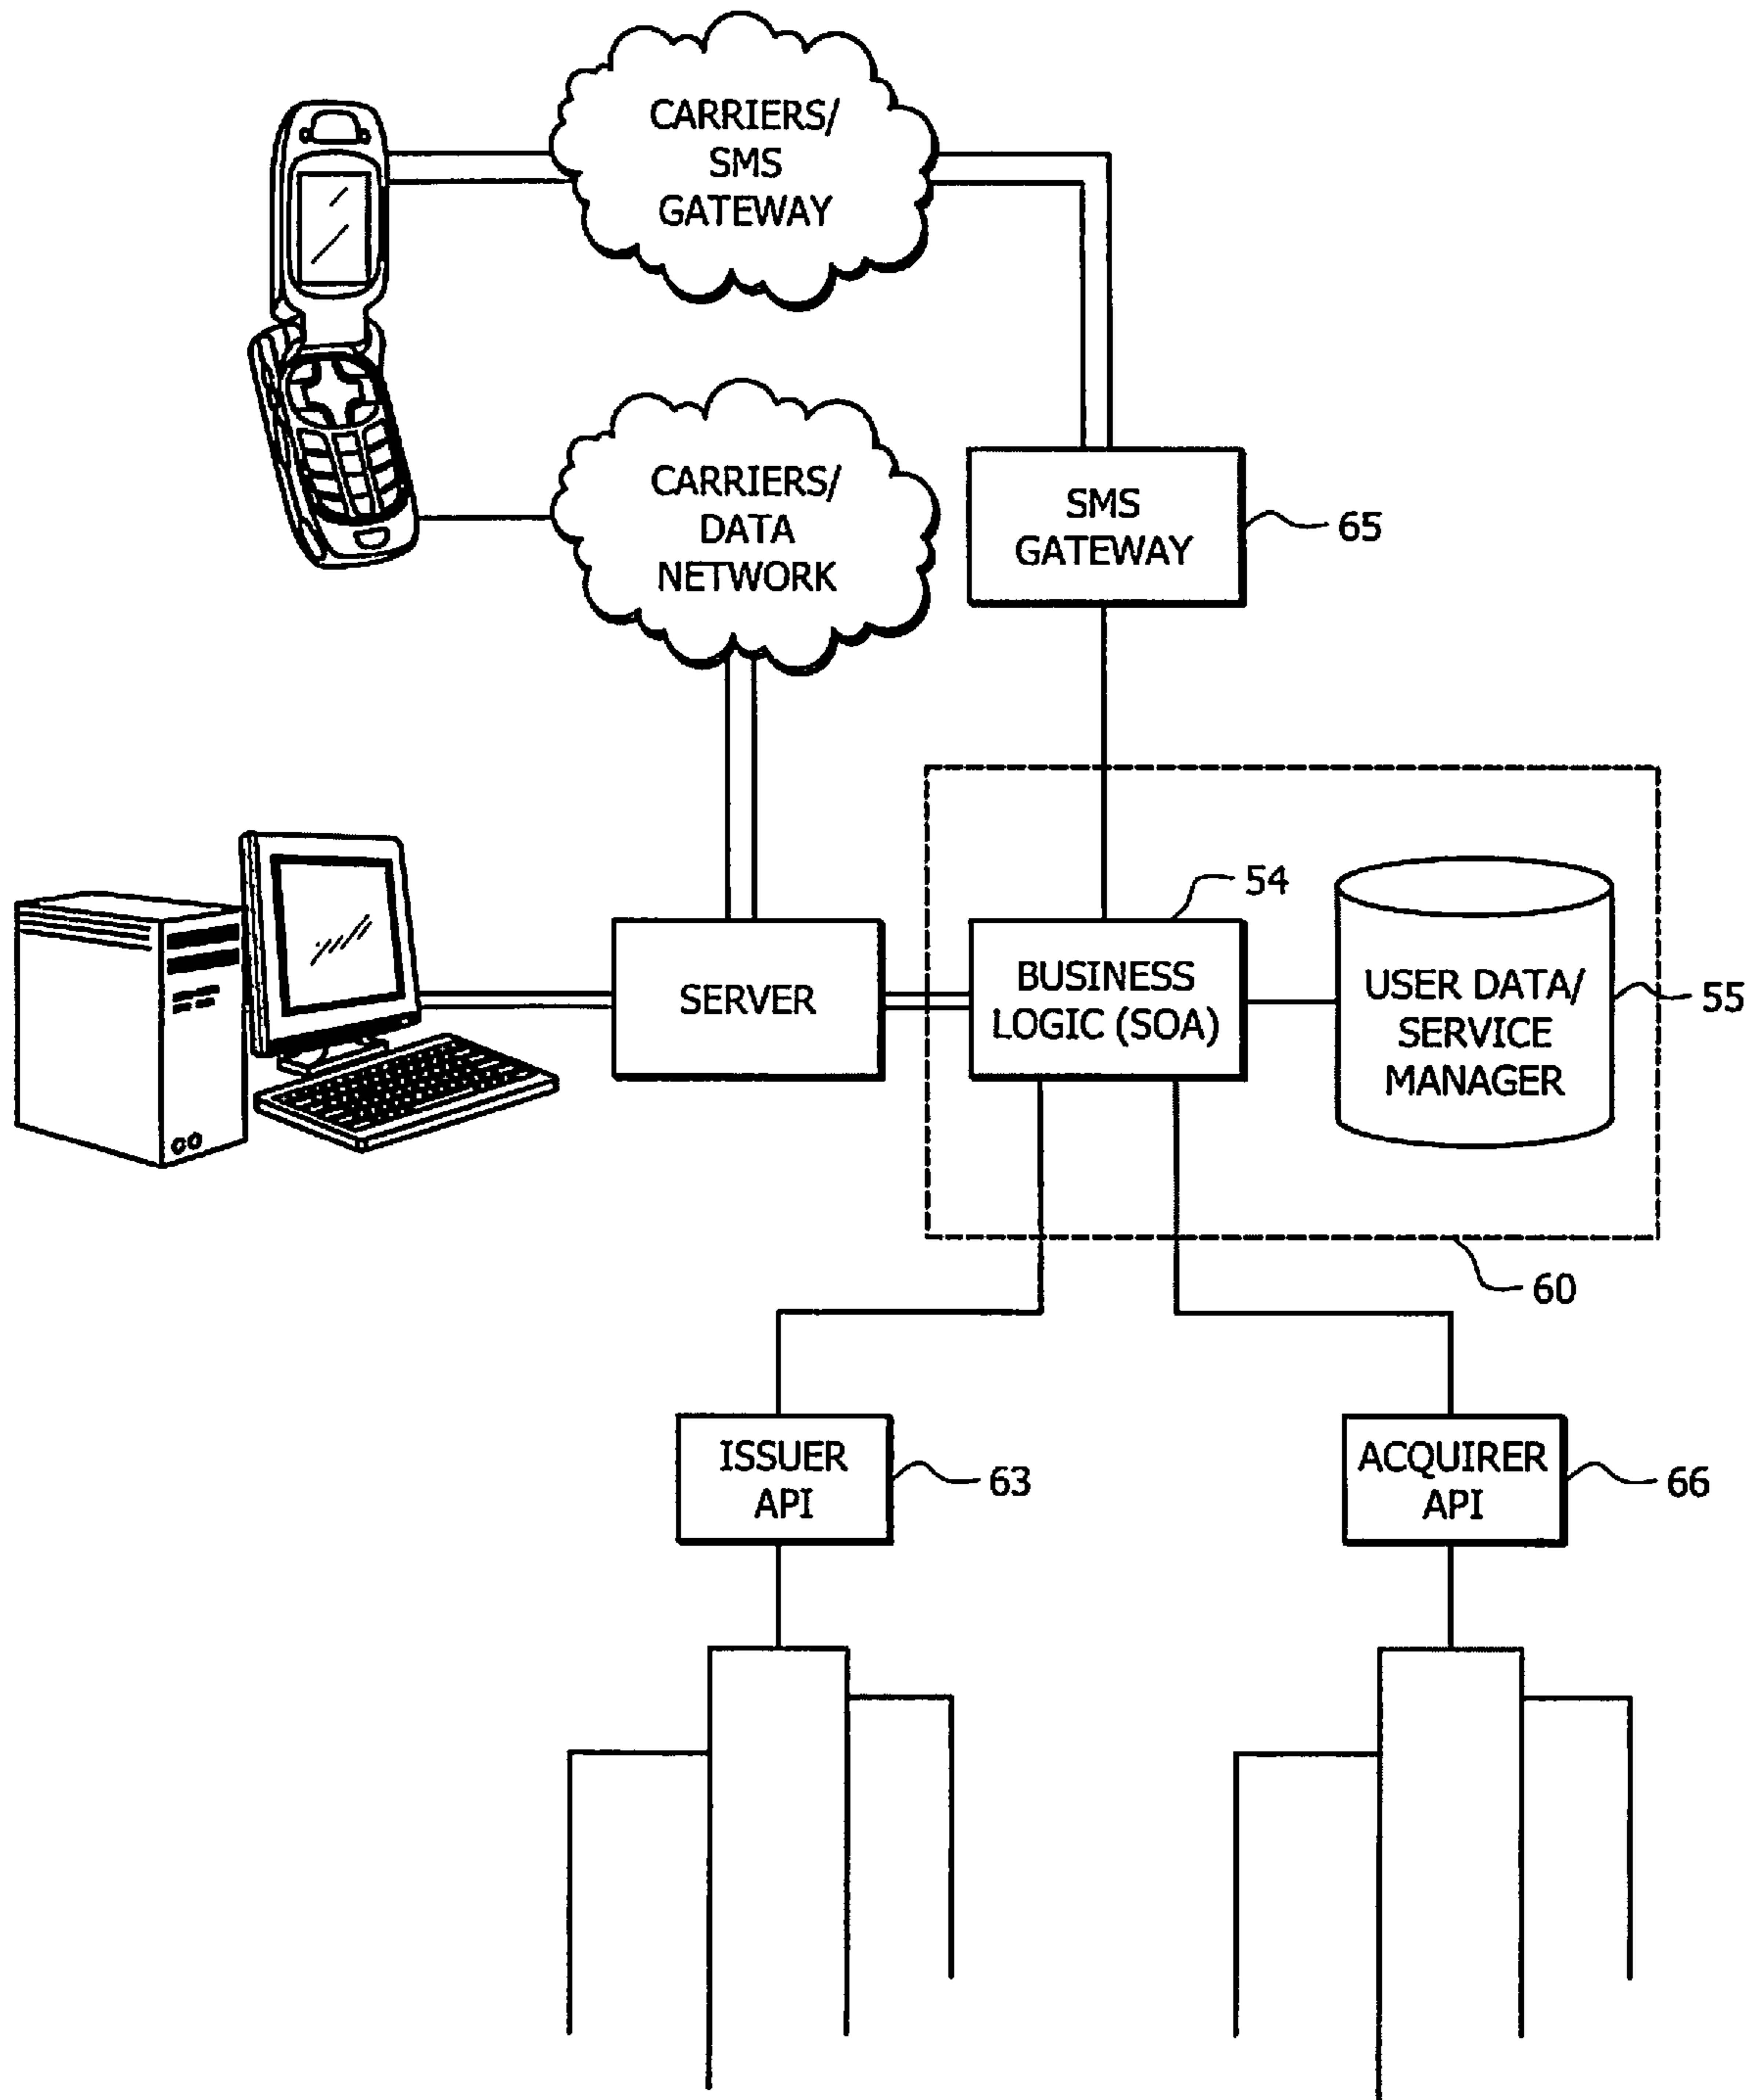 CARRIERS/
SMS
GATEWAY
CARRIERS/
DATA
NETWORK
SMS
GATEWAY
65
SERVER
54
BUSINESS
LOGIC (SOA)
USER DATA/
SERVICE
MANAGER
55
60
ISSUER
API
63
ACQUIRER
API
66